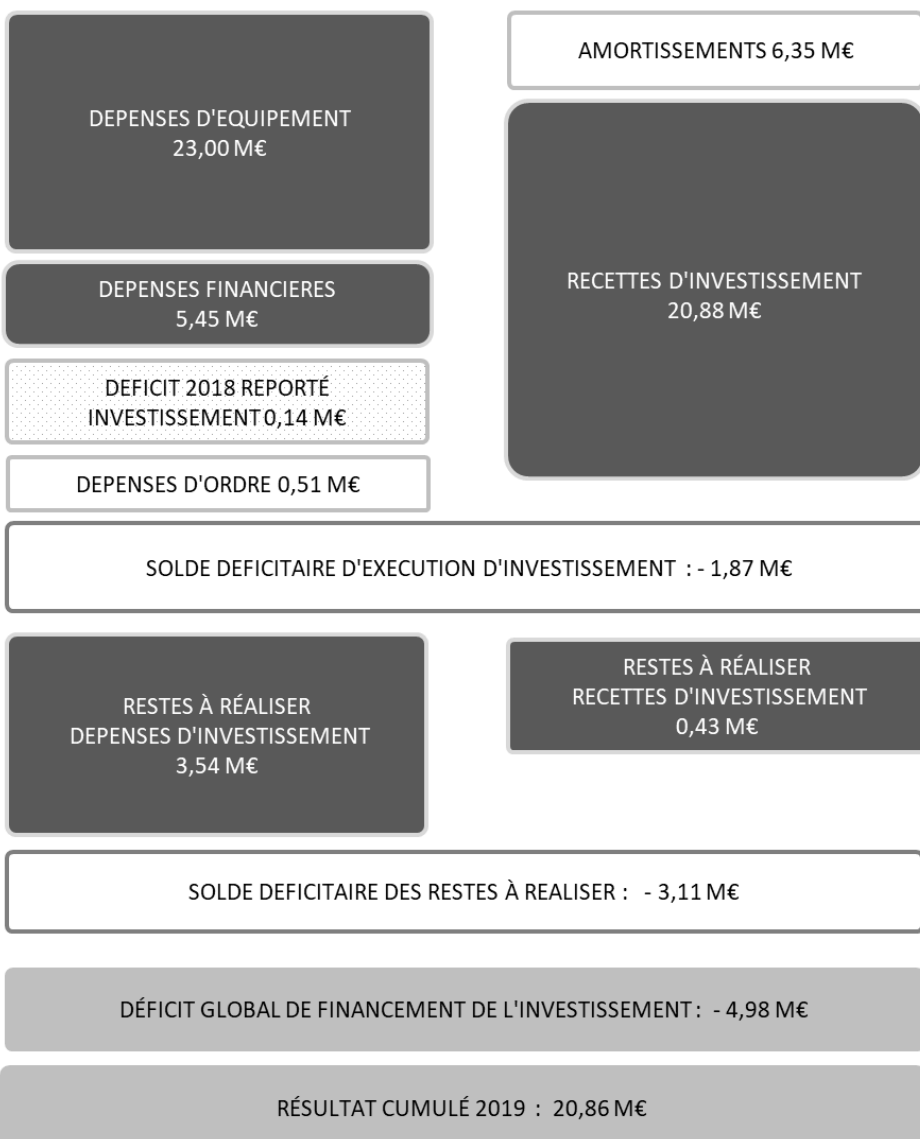 DEPENSES D'EQUIPEMENT
23,00 M€
DEPENSES FINANCIERES
5,45 M€
DEFICIT 2018 REPORTÉ
INVESTISSEMENT 0,14 M€
DEPENSES D'ORDRE 0,51 M€
AMORTISSEMENTS 6,35 M€
RECETTES D'INVESTISSEMENT
20,88 M€
SOLDE DEFICITAIRE D'EXECUTION D'INVESTISSEMENT : - 1,87 M€
RESTES À RÉALISER
DEPENSES D'INVESTISSEMENT
3,54 M€
RESTES À RÉALISER
RECETTES D'INVESTISSEMENT
0,43 M€
SOLDE DEFICITAIRE DES RESTES À REALISER : - 3,11 M€
DÉFICIT GLOBAL DE FINANCEMENT DE L'INVESTISSEMENT : - 4,98 M€
RÉSULTAT CUMULÉ 2019 : 20,86 M€